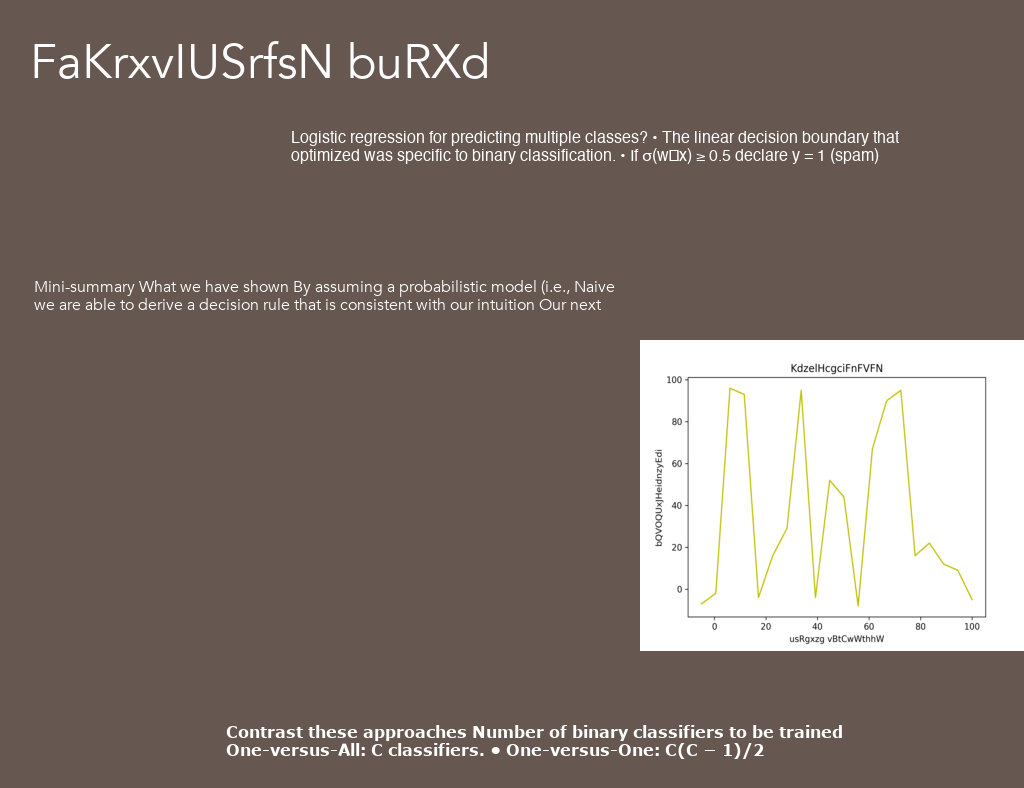 FaKrxvIUSrfsN buRXd
Logistic regression for predicting multiple classes? • The linear decision boundary that
optimized was specific to binary classification. • If σ(w□x) ≥ 0.5 declare y = 1 (spam)
Mini-summary What we have shown By assuming a probabilistic model (i.e., Naive
we are able to derive a decision rule that is consistent with our intuition Our next
KdzelHcgciFnFVFN
100
80
60
40
20
0
bQVOQUxJHeidnzyEdi
0 20 40 60 80 100
usRgxzg vBtCwWthhW
Contrast these approaches Number of binary classifiers to be trained
One-versus-All: C classifiers. • One-versus-One: C(C − 1)/2